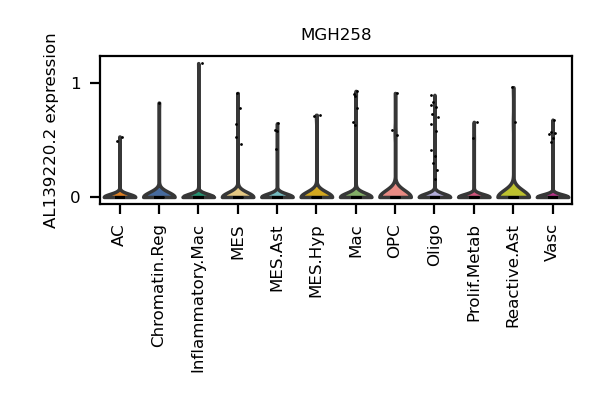 MGH258
AL139220.2 expression
1
0
AC
Chromatin.Reg
Inflammatory.Mac
MES
MES.Ast
MES.Hyp
Mac
OPC
Oligo
Prolif.Metab
Reactive.Ast
Vasc